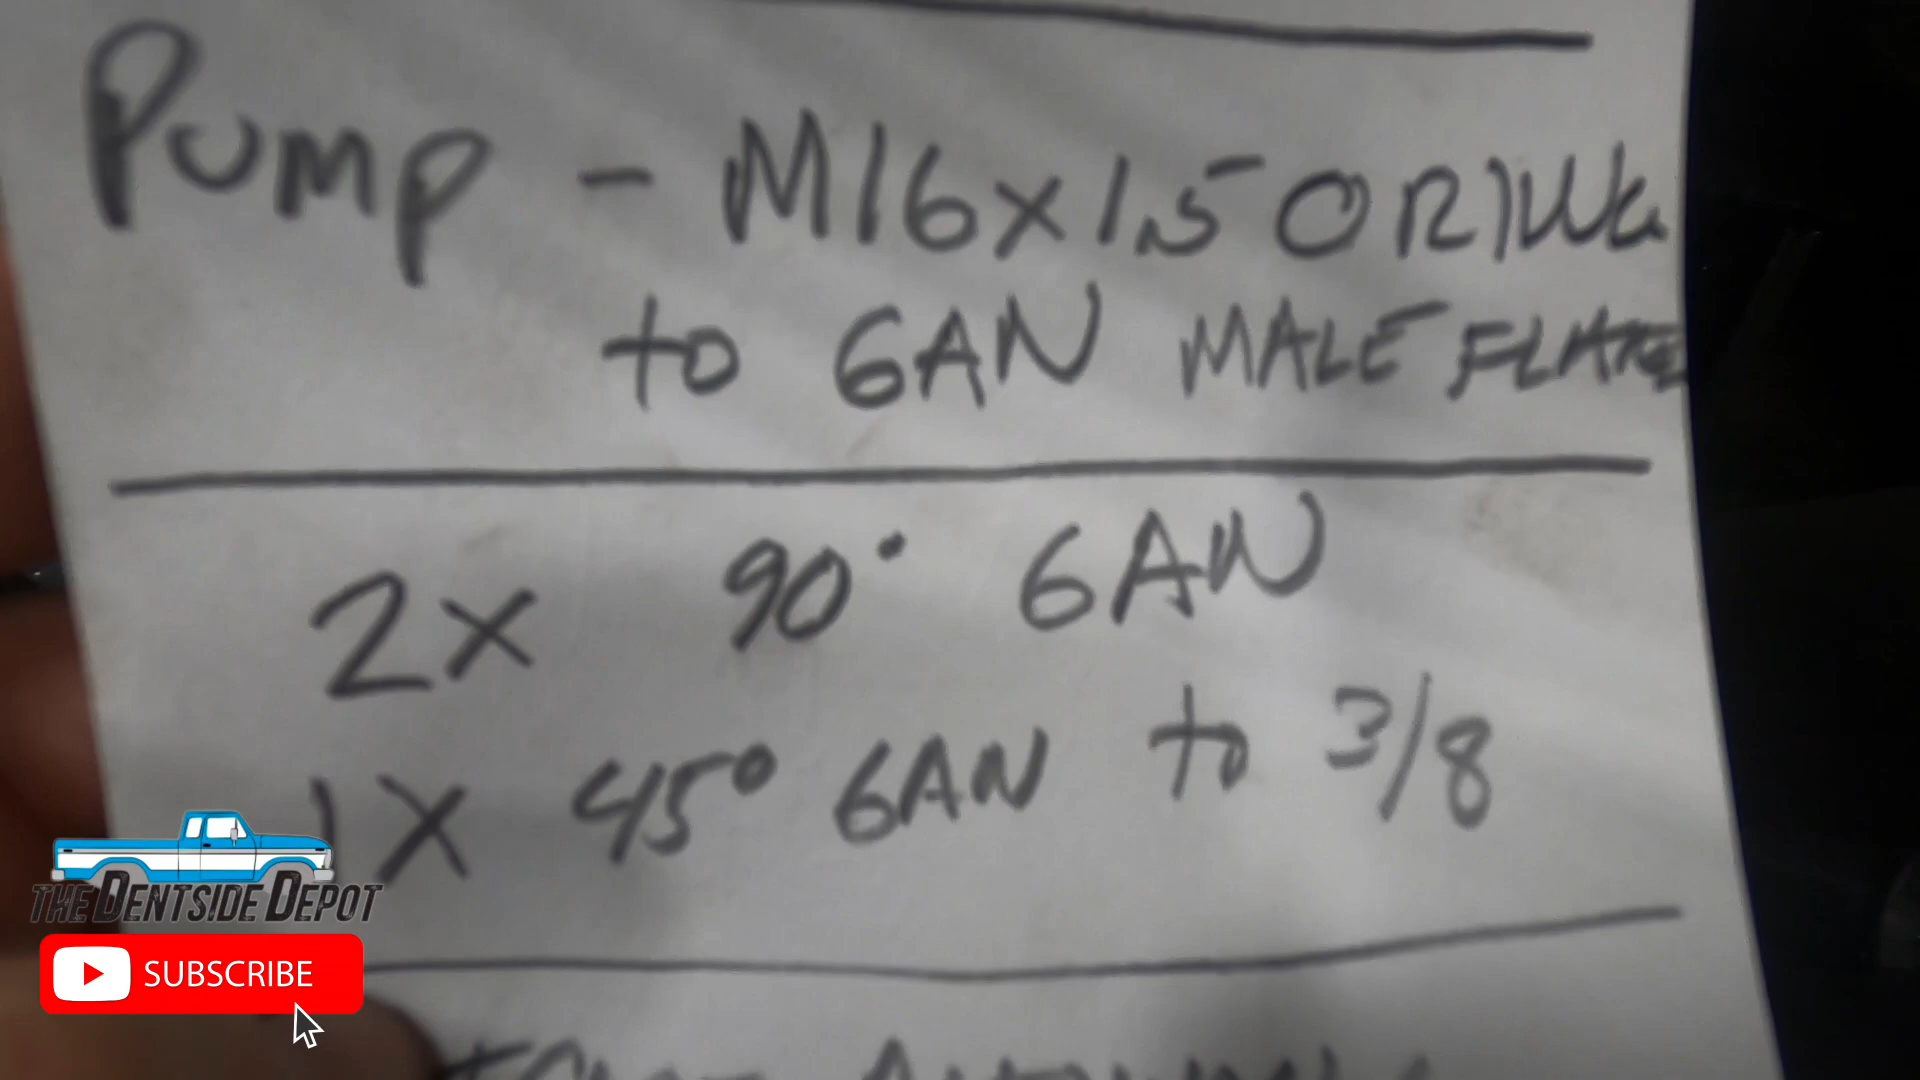 Pump - M16x1.5 ORING
to 6AN MALE FLARE
2x 90° 6AN
1x 45° 6AN to 3/8
THE DENTSIDE DEPOT
SUBSCRIBE